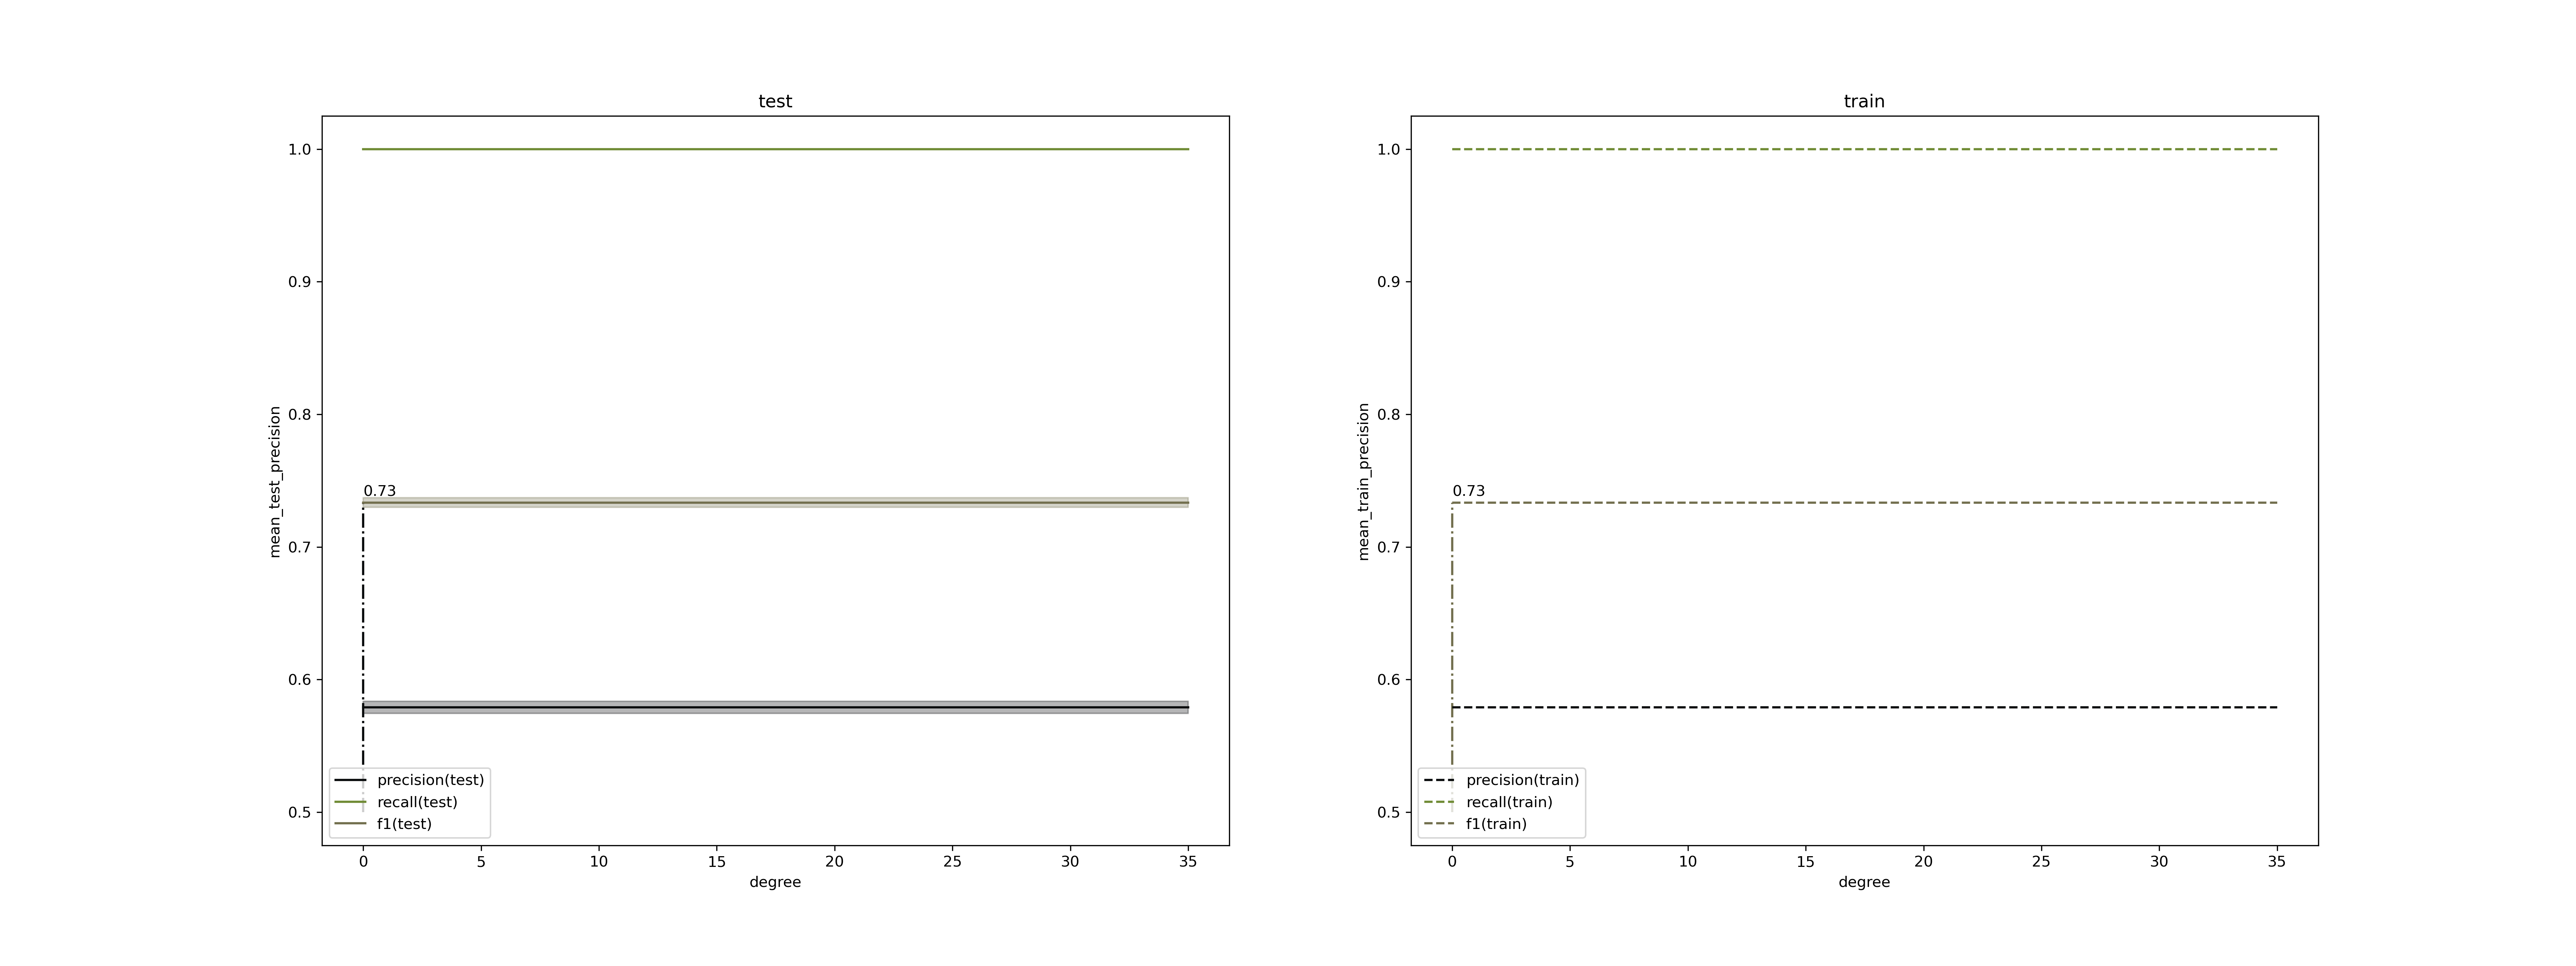 test
1.0
0.9
0.8
0.7
0.6
0.5
mean_test_precision
0.73
precision(test)
recall(test)
f1(test)
0 5 10 15 20 25 30 35
degree
train
1.0
0.9
0.8
0.7
0.6
0.5
mean_train_precision
0.73
precision(train)
recall(train)
f1(train)
0 5 10 15 20 25 30 35
degree